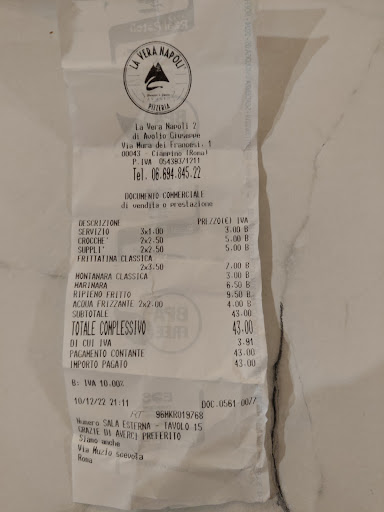 LA VERA NAPOLI
PIZZERIA
La Vera Napoli 2
di Avolio Giuseppe
Via Mura dei Francesi, 1
00043 - Ciampino (Roma)
P.IVA
Tel. 06.694.845.22
DOCUMENTO COMMERCIALE
di vendita o prestazione
DESCRIZIONE PREZZO(€) IVA
SERVIZIO 3x1.00 3.00 B
CROCCHE' 2x2.50 5.00 B
SUPPLI' 2x2.50 5.00 B
FRITTATINA CLASSICA
2x3.50 7.00 B
MONTANARA CLASSICA 3.00 B
MARINARA 6.50 B
RIPIENO FRITTO 9.50 B
ACQUA FRIZZANTE 2x2.00 4.00 B
SUBTOTALE 43.00
TOTALE COMPLESSIVO 43.00
DI CUI IVA 3.91
PAGAMENTO CONTANTE 43.00
IMPORTO PAGATO 43.00
B: IVA 10.00%
10/12/22 21:11 DOC.0561-0077
RT 96MKR019768
Numero SALA ESTERNA - TAVOLO 15
GRAZIE DI AVERCI PREFERITO
Siamo anche
Via Muzio scevola
Roma